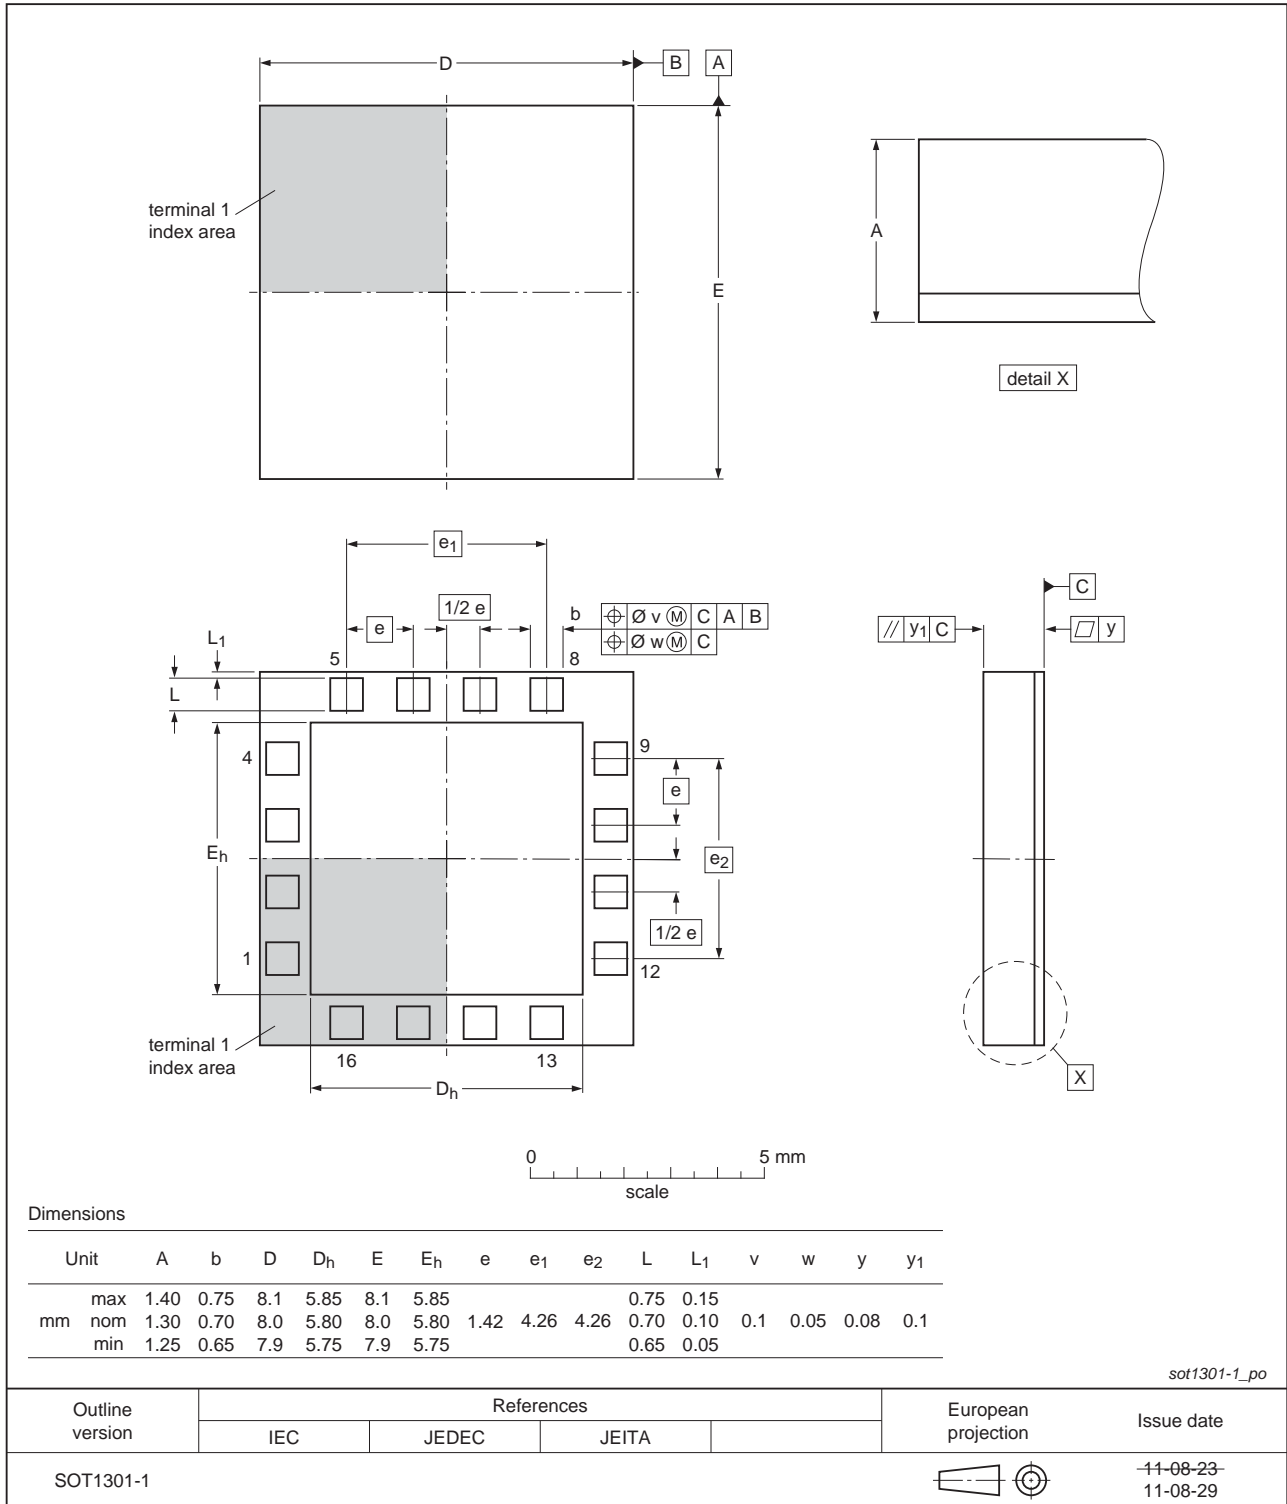 D
B
A
terminal 1
index area
E
A
detail X
e1
1/2 e
e
b
Ø v Ⓜ C A B
Ø w Ⓜ C
C
// y1 C
y
L1
L
5
8
4
9
e
Eh
e2
1/2 e
1
12
terminal 1
index area
16
13
Dh
X
0
5 mm
scale
Dimensions
Unit A b D Dh E Eh e e1 e2 L L1 v w y y1
max 1.40 0.75 8.1 5.85 8.1 5.85 0.75 0.15
mm nom 1.30 0.70 8.0 5.80 8.0 5.80 1.42 4.26 4.26 0.70 0.10 0.1 0.05 0.08 0.1
min 1.25 0.65 7.9 5.75 7.9 5.75 0.65 0.05
sot1301-1_po
Outline
version
References
IEC JEDEC JEITA
European
projection
Issue date
SOT1301-1
11-08-23
11-08-29